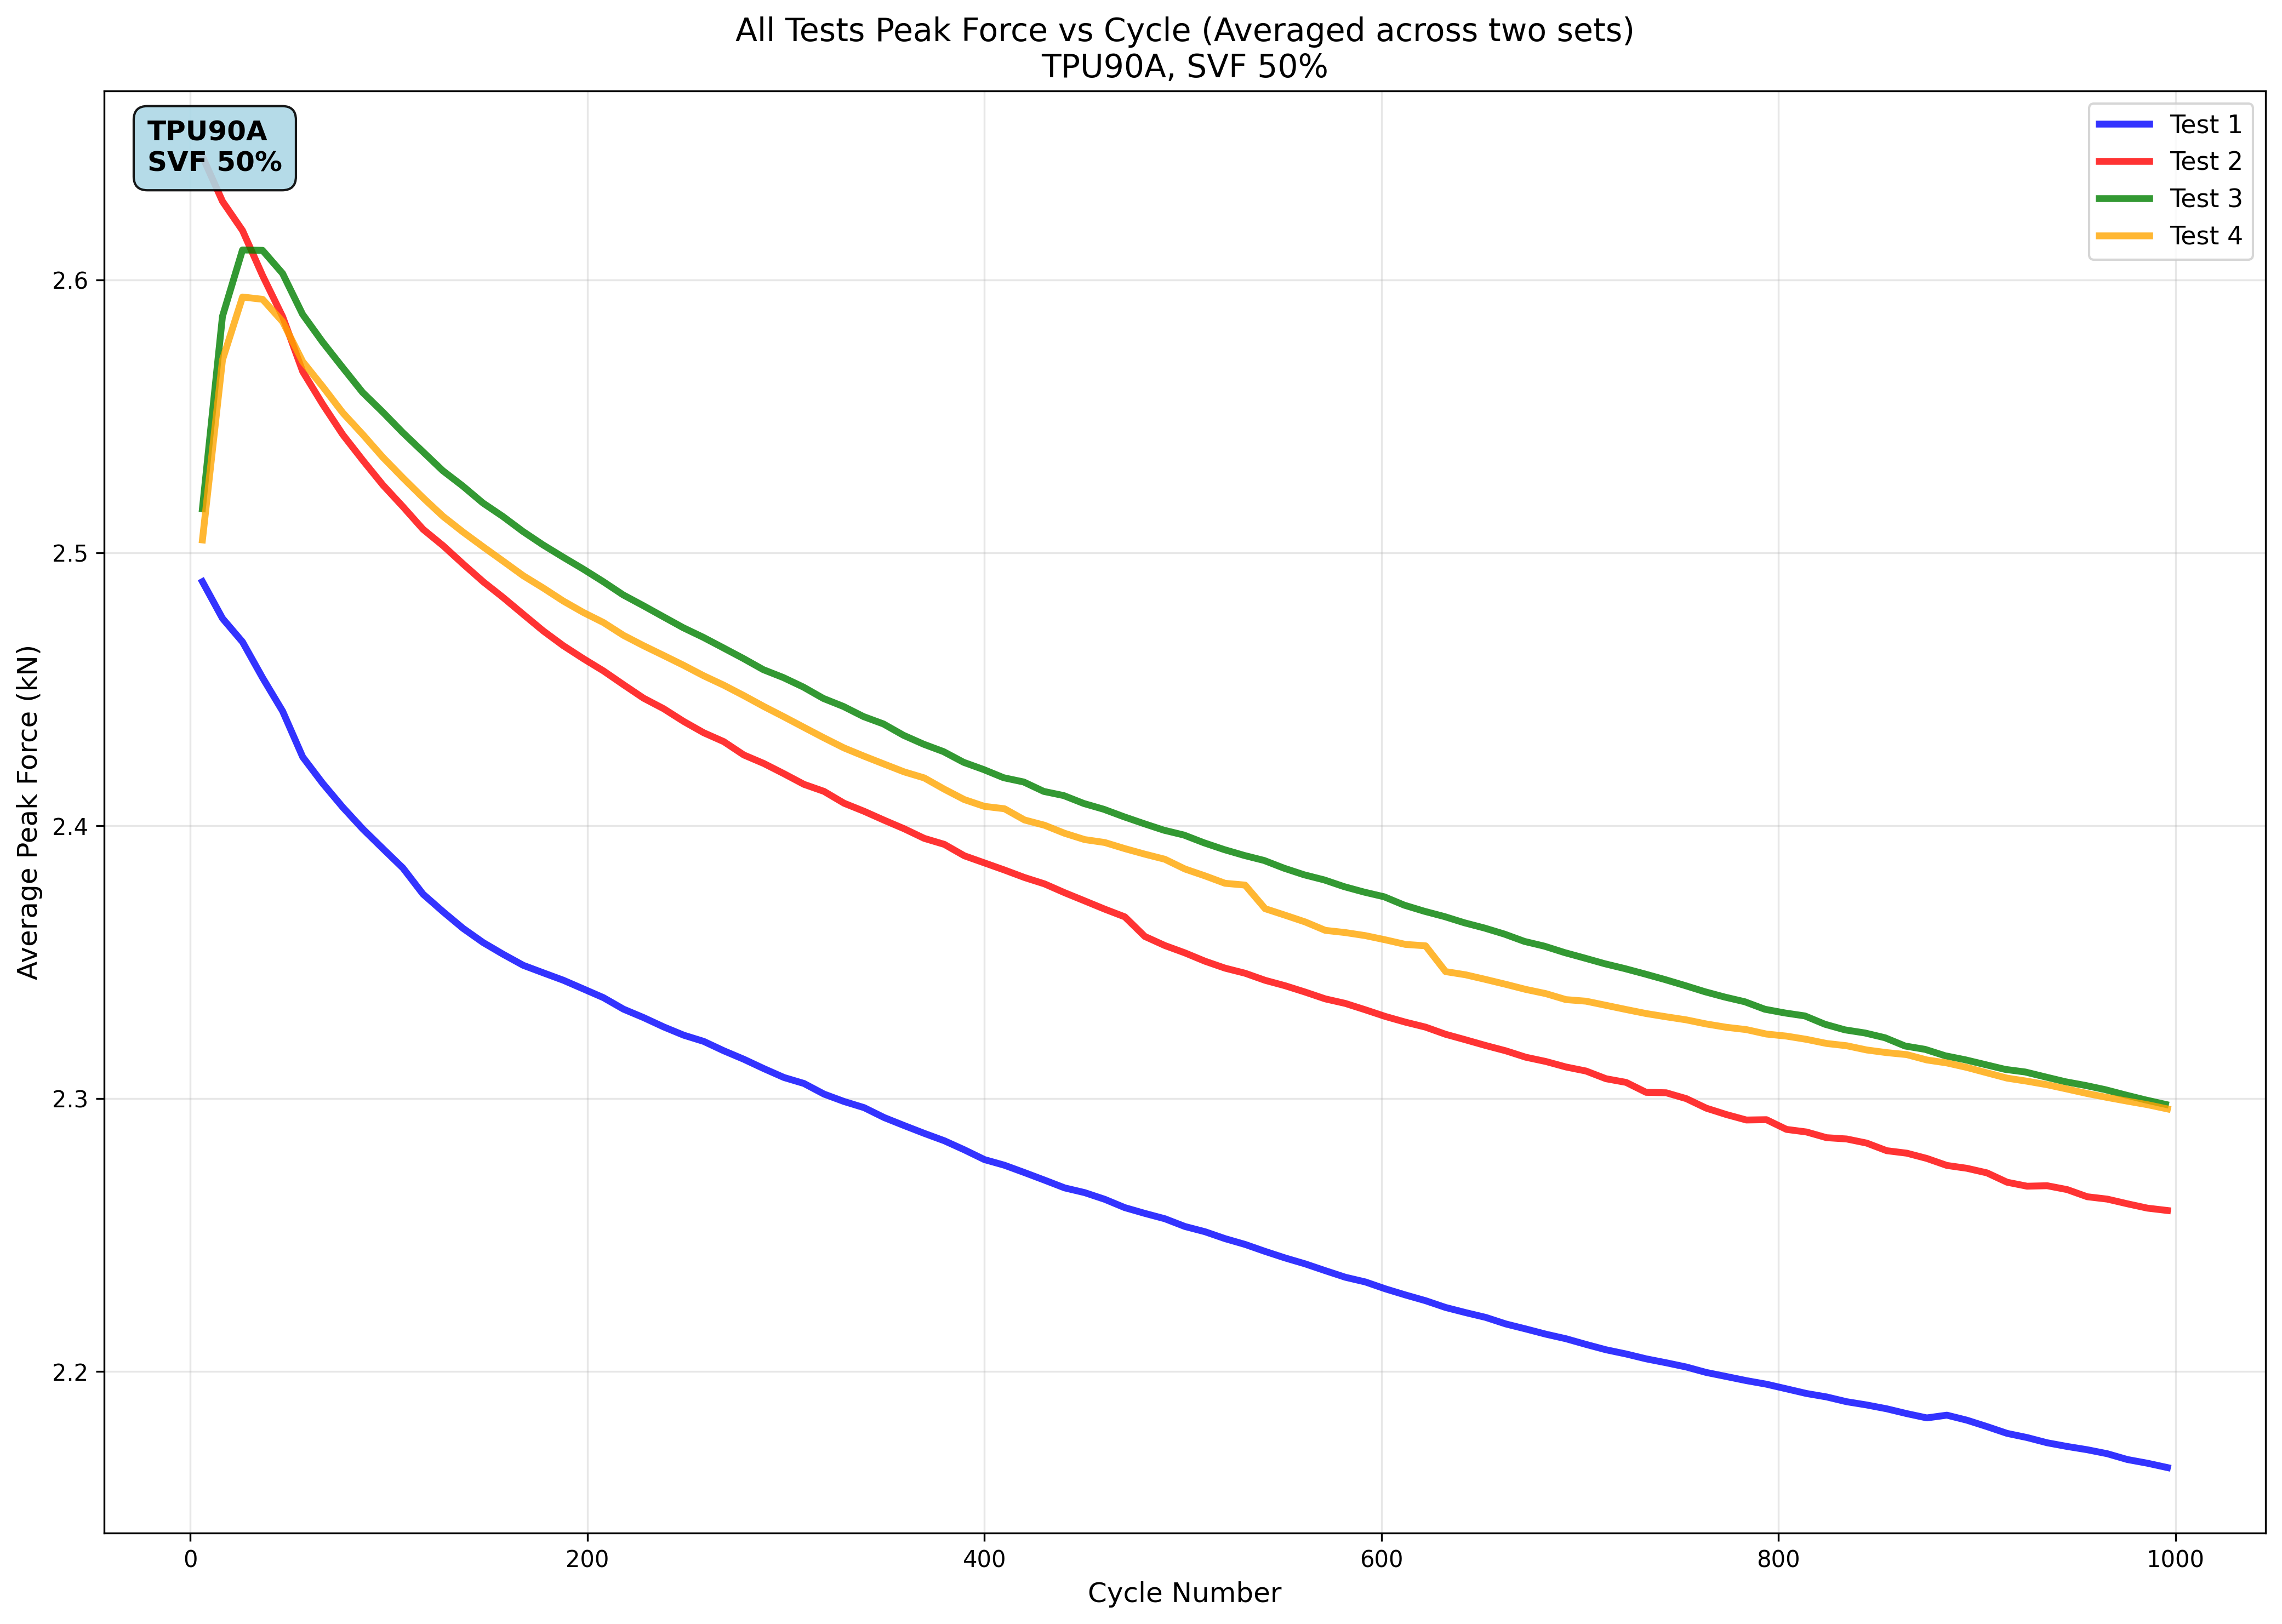 All Tests Peak Force vs Cycle (Averaged across two sets)
TPU90A, SVF 50%
TPU90A
SVF 50%
Test 1
Test 2
Test 3
Test 4
Average Peak Force (kN)
2.6
2.5
2.4
2.3
2.2
0
200
400
600
800
1000
Cycle Number